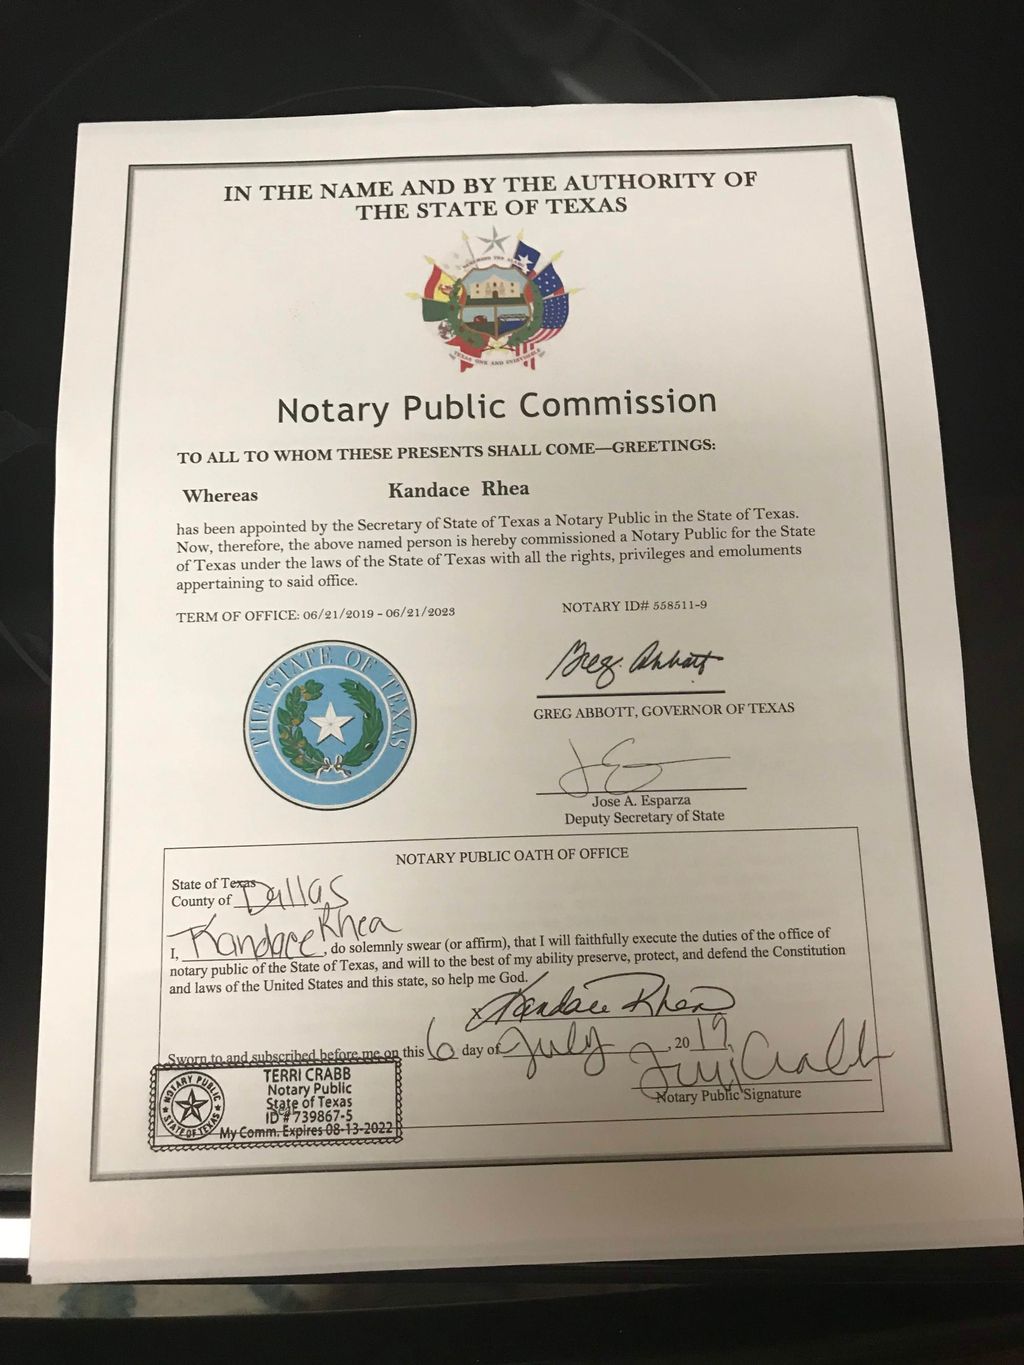 IN THE NAME AND BY THE AUTHORITY OF
THE STATE OF TEXAS
REMEMBER THE ALAMO
TEXAS ONE AND INDIVISIBLE
Notary Public Commission
TO ALL TO WHOM THESE PRESENTS SHALL COME—GREETINGS:
Whereas Kandace Rhea
has been appointed by the Secretary of State of Texas a Notary Public in the State of Texas.
Now, therefore, the above named person is hereby commissioned a Notary Public for the State
of Texas under the laws of the State of Texas with all the rights, privileges and emoluments
appertaining to said office.
TERM OF OFFICE: 06/21/2019 - 06/21/2023
NOTARY ID# 558511-9
THE STATE OF TEXAS
Greg Abbott
GREG ABBOTT, GOVERNOR OF TEXAS
Jose A. Esparza
Deputy Secretary of State
NOTARY PUBLIC OATH OF OFFICE
State of Texas
County of Dallas
I, Kandace Rhea, do solemnly swear (or affirm), that I will faithfully execute the duties of the office of
notary public of the State of Texas, and will to the best of my ability preserve, protect, and defend the Constitution
and laws of the United States and this state, so help me God.
x Kandace Rhea
Sworn to and subscribed before me on this 6 day of July, 2019.
Terri Crabb
Notary Public Signature
Seal
NOTARY PUBLIC
STATE OF TEXAS
TERRI CRABB
Notary Public
State of Texas
ID # 739867-5
My Comm. Expires 08-13-2022